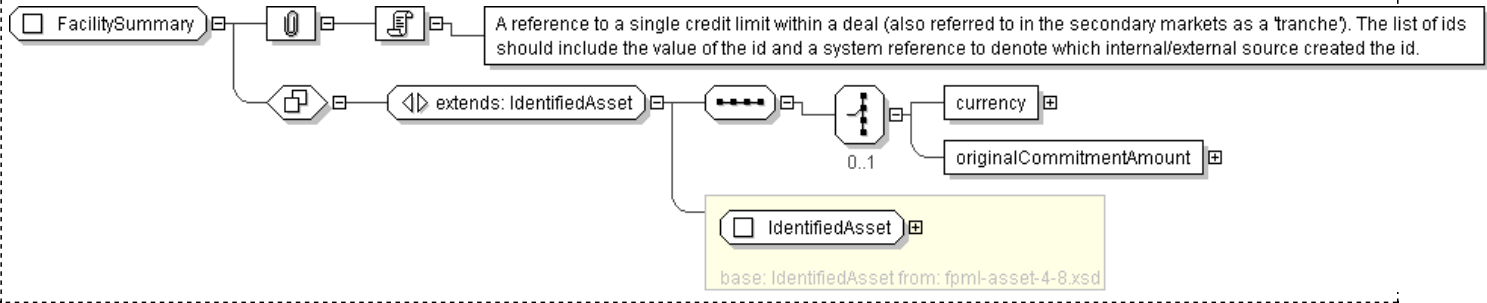 FacilitySummary
A reference to a single credit limit within a deal (also referred to in the secondary markets as a 'tranche'). The list of ids
should include the value of the id and a system reference to denote which internal/external source created the id.
extends: IdentifiedAsset
currency
0..1
originalCommitmentAmount
IdentifiedAsset
base: IdentifiedAsset from: fpml-asset-4-8.xsd